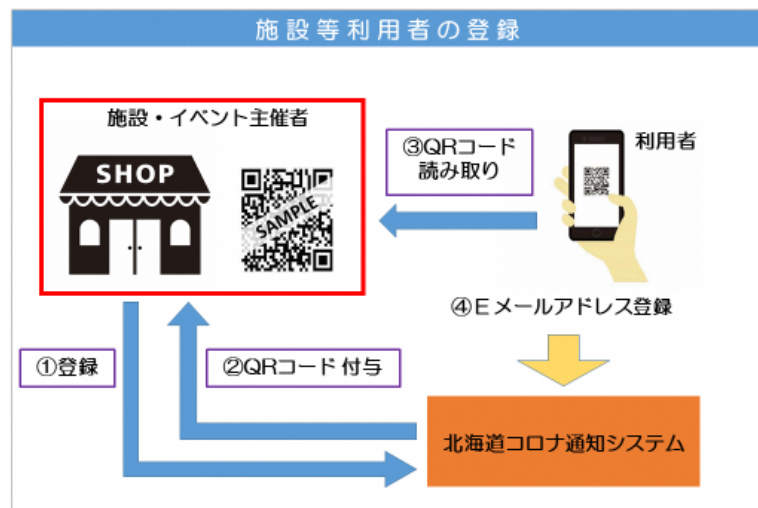 施設等利用者の登録
施設・イベント主催者
SHOP
SAMPLE
③QRコード
読み取り
利用者
④Eメールアドレス登録
①登録
②QRコード付与
北海道コロナ通知システム